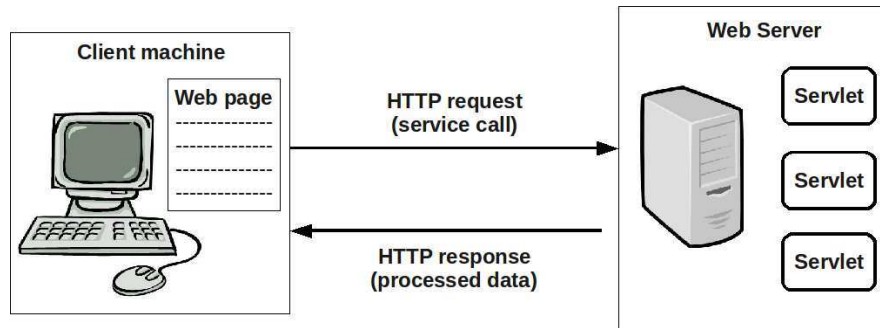 Client machine
Web page
HTTP request
(service call)
HTTP response
(processed data)
Web Server
Servlet
Servlet
Servlet